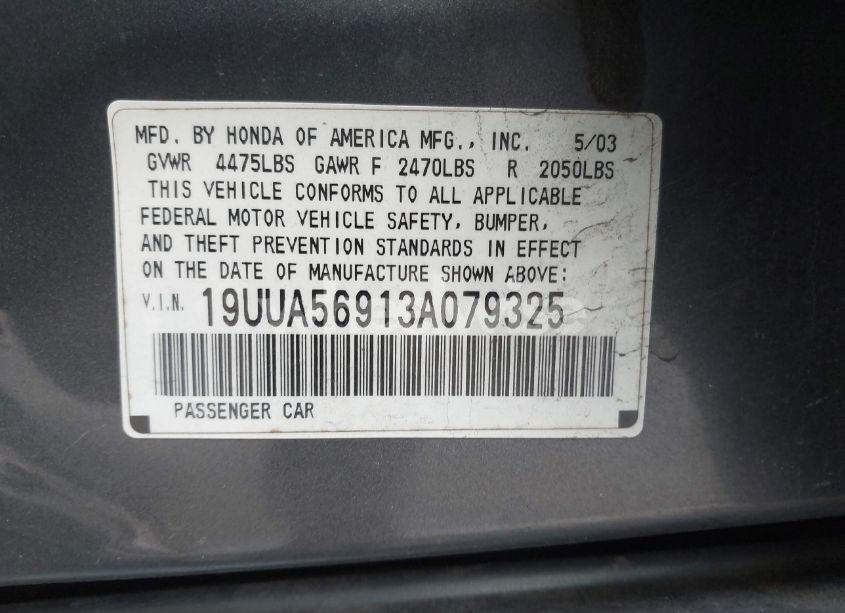 MFD. BY HONDA OF AMERICA MFG., INC. 5/03
GVWR 4475LBS GAWR F 2470LBS R 2050LBS
THIS VEHICLE CONFORMS TO ALL APPLICABLE
FEDERAL MOTOR VEHICLE SAFETY, BUMPER,
AND THEFT PREVENTION STANDARDS IN EFFECT
ON THE DATE OF MANUFACTURE SHOWN ABOVE:
V.I.N. 19UUA56913A079325
PASSENGER CAR